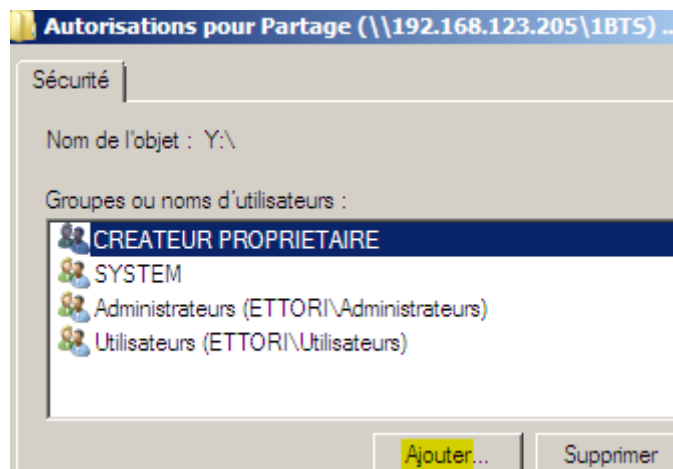 Autorisations pour Partage (\\192.168.123.205\1BTS) ..
Sécurité
Nom de l'objet : Y:\
Groupes ou noms d'utilisateurs :
CREATEUR PROPRIETAIRE
SYSTEM
Administrateurs (ETTORI\Administrateurs)
Utilisateurs (ETTORI\Utilisateurs)
Ajouter... Supprimer